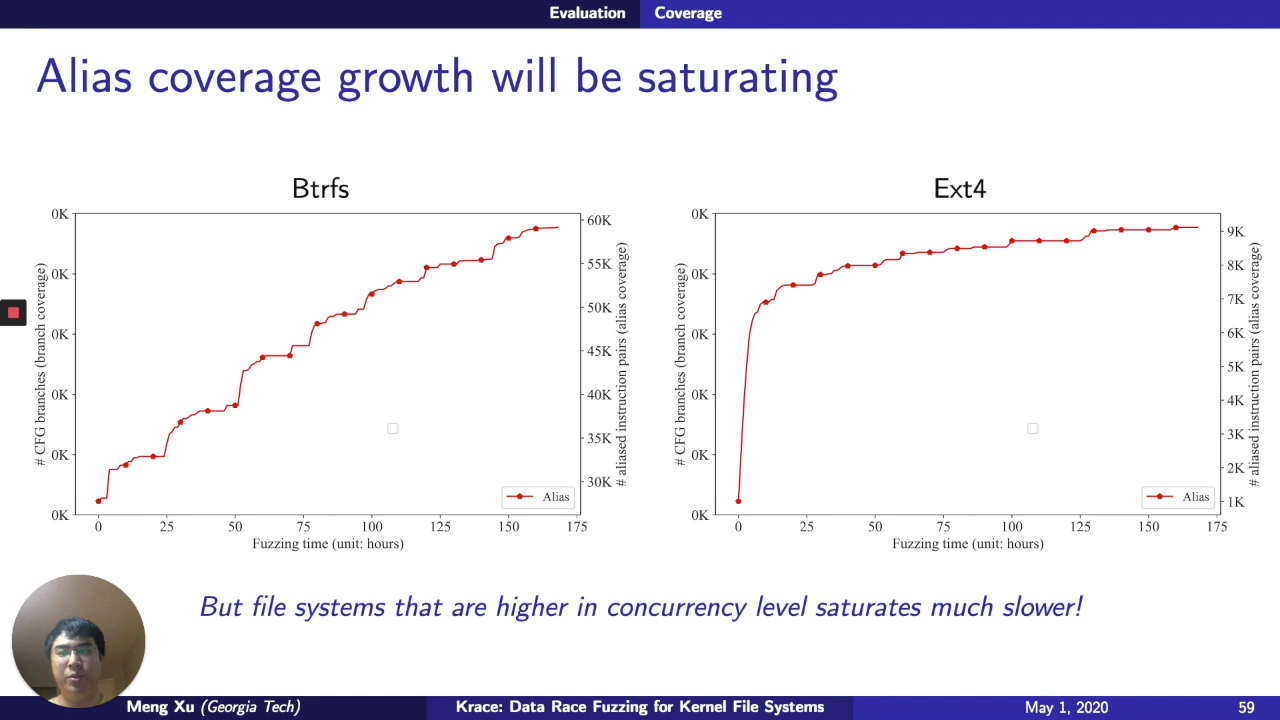 Evaluation Coverage
Alias coverage growth will be saturating
Btrfs
0K
0K
0K
0K
0K
0K
# CFG branches (branch coverage)
60K
55K
50K
45K
40K
35K
30K
# aliased instruction pairs (alias coverage)
Alias
0 25 50 75 100 125 150 175
Fuzzing time (unit: hours)
Ext4
0K
0K
0K
0K
0K
0K
# CFG branches (branch coverage)
9K
8K
7K
6K
5K
4K
3K
2K
1K
# aliased instruction pairs (alias coverage)
Alias
0 25 50 75 100 125 150 175
Fuzzing time (unit: hours)
But file systems that are higher in concurrency level saturates much slower!
Meng Xu (Georgia Tech) Krace: Data Race Fuzzing for Kernel File Systems May 1, 2020 59